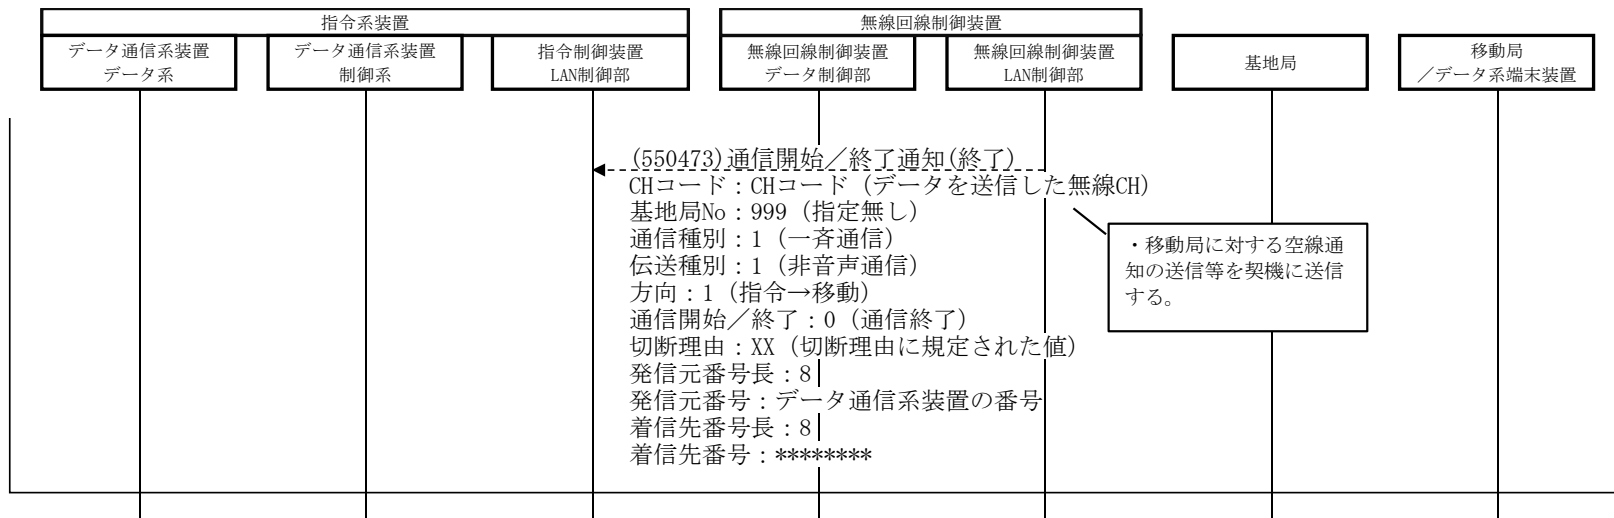 指令系装置
無線回線制御装置
データ通信系装置
データ系
データ通信系装置
制御系
指令制御装置
LAN制御部
無線回線制御装置
データ制御部
無線回線制御装置
LAN制御部
基地局
移動局
／データ系端末装置
(550473)通信開始／終了通知(終了)
CHコード：CHコード（データを送信した無線CH）
基地局No：999（指定無し）
通信種別：1（一斉通信）
伝送種別：1（非音声通信）
方向：1（指令→移動）
通信開始／終了：0（通信終了）
切断理由：XX（切断理由に規定された値）
発信元番号長：8
発信元番号：データ通信系装置の番号
着信先番号長：8
着信先番号：********
・移動局に対する空線通
知の送信等を契機に送信
する。